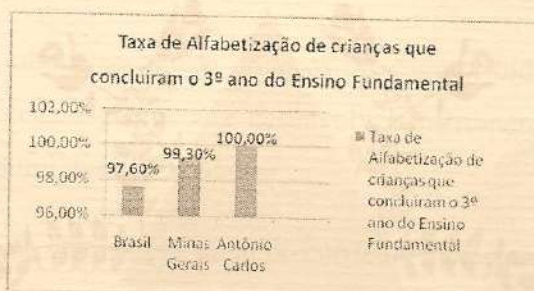 Taxa de Alfabetização de crianças que
concluiram o 3º ano do Ensino Fundamental
102,00%
100,00%
98,00%
96,00%
97,60%
99,30%
100,00%
Brasil
Minas
Gerais
Antônio
Carlos
Taxa de
Alfabetização de
crianças que
concluiram o 3º
ano do Ensino
Fundamental